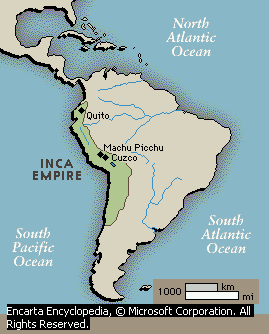 North
Atlantic
Ocean
Quito
Machu Picchu
Cuzco
INCA
EMPIRE
South
Pacific
Ocean
South
Atlantic
Ocean
1000
km
mi
Encarta Encyclopedia, © Microsoft Corporation. All
Rights Reserved.